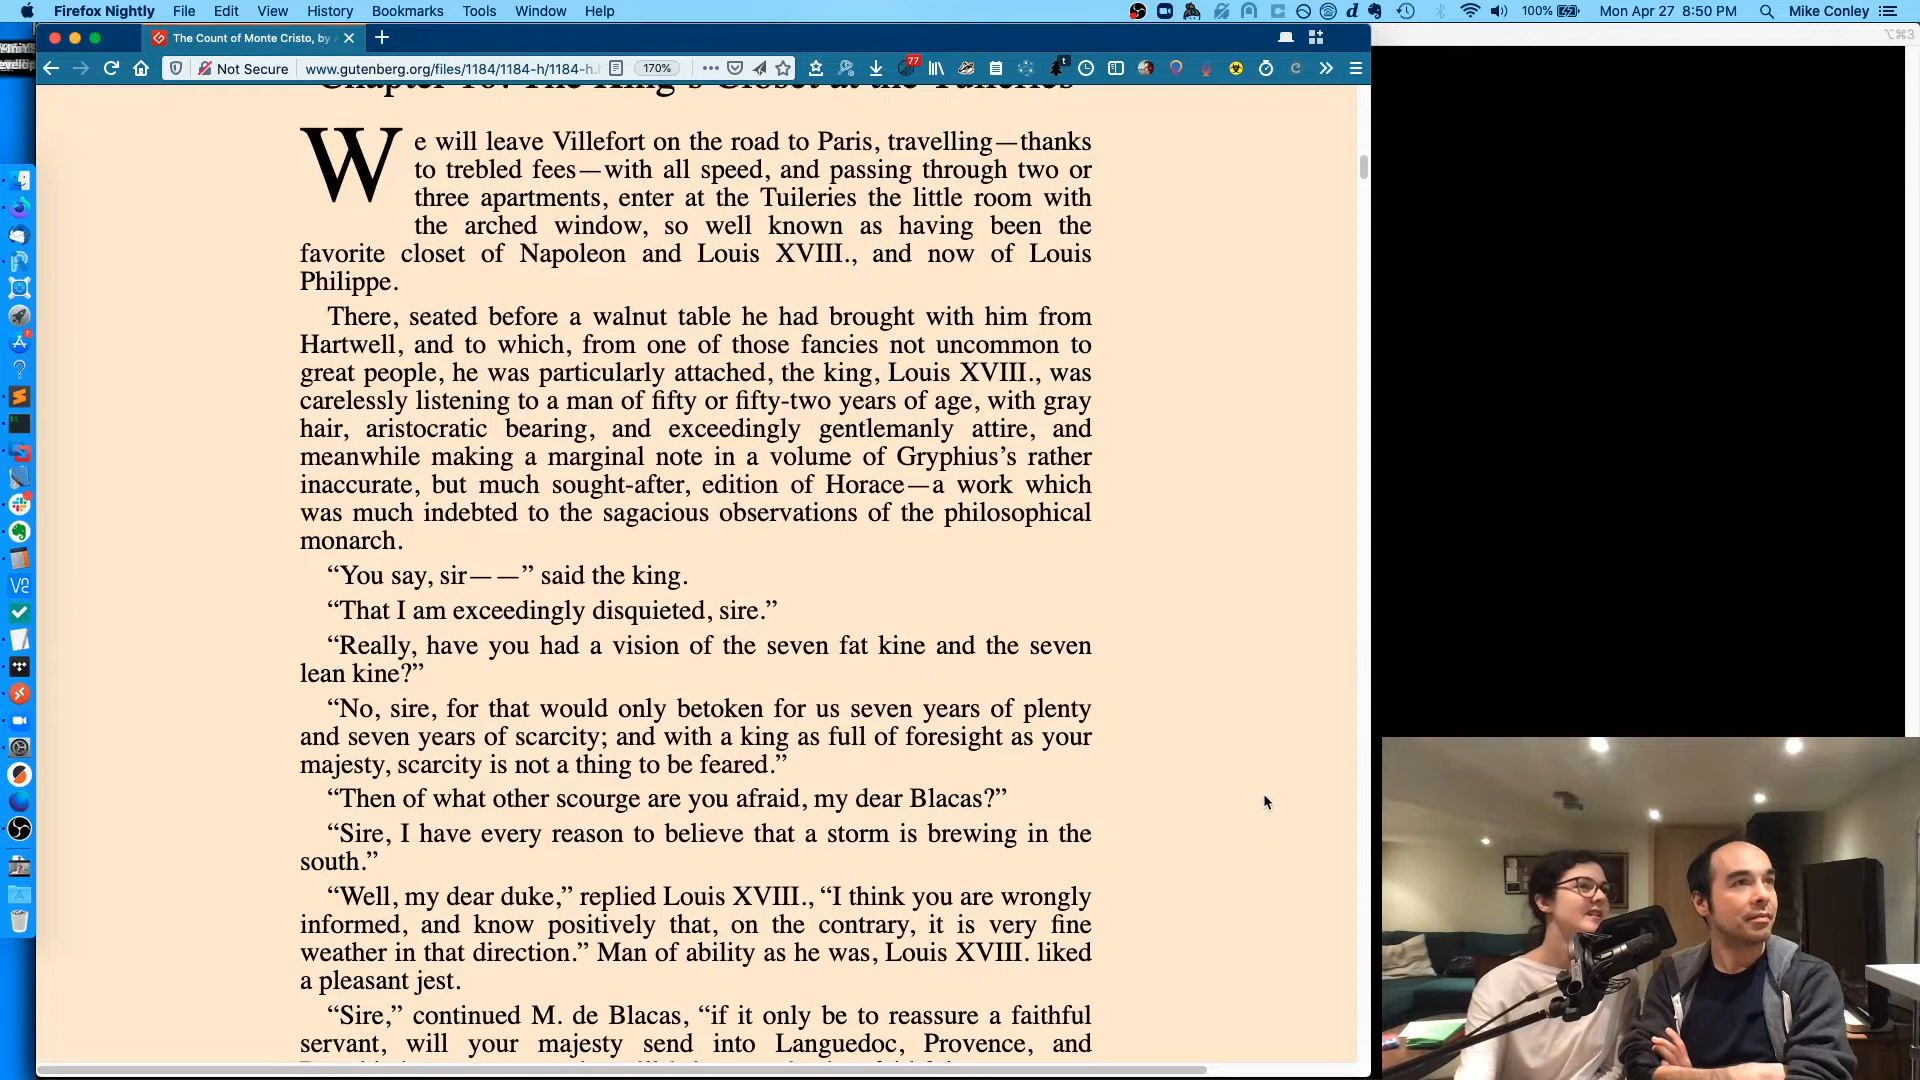 Firefox Nightly File Edit View History Bookmarks Tools Window Help
100% Mon Apr 27 8:50 PM Mike Conley
⌥⌘3
The Count of Monte Cristo, by
Not Secure www.gutenberg.org/files/1184/1184-h/1184-h. 170% 77
Chapter 10. The King’s Closet at the Tuileries
We will leave Villefort on the road to Paris, travelling—thanks
to trebled fees—with all speed, and passing through two or
three apartments, enter at the Tuileries the little room with
the arched window, so well known as having been the
favorite closet of Napoleon and Louis XVIII., and now of Louis
Philippe.
There, seated before a walnut table he had brought with him from
Hartwell, and to which, from one of those fancies not uncommon to
great people, he was particularly attached, the king, Louis XVIII., was
carelessly listening to a man of fifty or fifty-two years of age, with gray
hair, aristocratic bearing, and exceedingly gentlemanly attire, and
meanwhile making a marginal note in a volume of Gryphius’s rather
inaccurate, but much sought-after, edition of Horace—a work which
was much indebted to the sagacious observations of the philosophical
monarch.
“You say, sir——” said the king.
“That I am exceedingly disquieted, sire.”
“Really, have you had a vision of the seven fat kine and the seven
lean kine?”
“No, sire, for that would only betoken for us seven years of plenty
and seven years of scarcity; and with a king as full of foresight as your
majesty, scarcity is not a thing to be feared.”
“Then of what other scourge are you afraid, my dear Blacas?”
“Sire, I have every reason to believe that a storm is brewing in the
south.”
“Well, my dear duke,” replied Louis XVIII., “I think you are wrongly
informed, and know positively that, on the contrary, it is very fine
weather in that direction.” Man of ability as he was, Louis XVIII. liked
a pleasant jest.
“Sire,” continued M. de Blacas, “if it only be to reassure a faithful
servant, will your majesty send into Languedoc, Provence, and